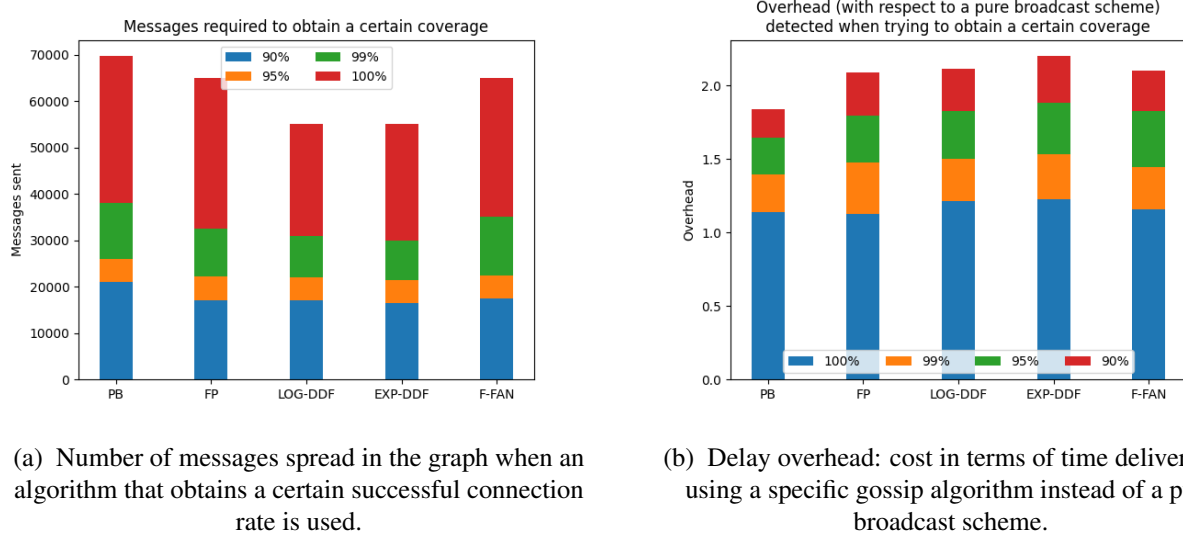 Messages required to obtain a certain coverage
70000
60000
50000
40000
30000
20000
10000
0
Messages sent
90%
95%
99%
100%
PB
FP
LOG-DDF
EXP-DDF
F-FAN
(a) Number of messages spread in the graph when an
algorithm that obtains a certain successful connection
rate is used.
Overhead (with respect to a pure broadcast scheme)
detected when trying to obtain a certain coverage
2.0
1.5
1.0
0.5
0.0
Overhead
100%
99%
95%
90%
PB
FP
LOG-DDF
EXP-DDF
F-FAN
(b) Delay overhead: cost in terms of time deliver
using a specific gossip algorithm instead of a p
broadcast scheme.